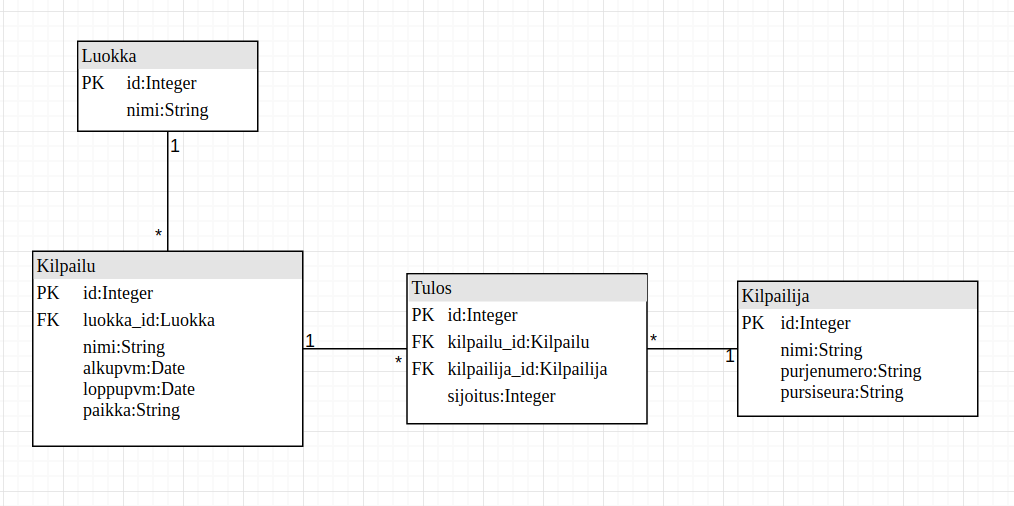 Luokka
PK id:Integer
nimi:String
1
*
Kilpailu
PK id:Integer
FK luokka_id:Luokka
nimi:String
alkupvm:Date
loppupvm:Date
paikka:String
1
*
Tulos
PK id:Integer
FK kilpailu_id:Kilpailu
FK kilpailija_id:Kilpailija
sijoitus:Integer
*
1
Kilpailija
PK id:Integer
nimi:String
purjenumero:String
pursiseura:String